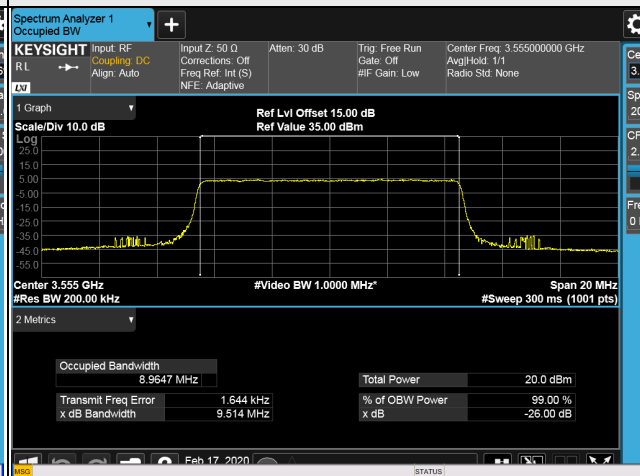 Spectrum Analyzer 1
Occupied BW
KEYSIGHT
RL
LXI
Input: RF
Coupling: DC
Align: Auto
Input Z: 50 Ω
Corrections: Off
Freq Ref: Int (S)
NFE: Adaptive
Atten: 30 dB
Trig: Free Run
Gate: Off
#IF Gain: Low
Center Freq: 3.555000000 GHz
Avg|Hold: 1/1
Radio Std: None
1 Graph
Scale/Div 10.0 dB
Ref Lvl Offset 15.00 dB
Ref Value 35.00 dBm
Log
25.0
15.0
5.00
-5.00
-15.0
-25.0
-35.0
-45.0
-55.0
Center 3.555 GHz
#Res BW 200.00 kHz
#Video BW 1.0000 MHz*
Span 20 MHz
#Sweep 300 ms (1001 pts)
2 Metrics
Occupied Bandwidth
8.9647 MHz
Total Power 20.0 dBm
Transmit Freq Error 1.644 kHz
% of OBW Power 99.00 %
x dB Bandwidth 9.514 MHz
x dB -26.00 dB
Feb 17, 2020
MSG
STATUS